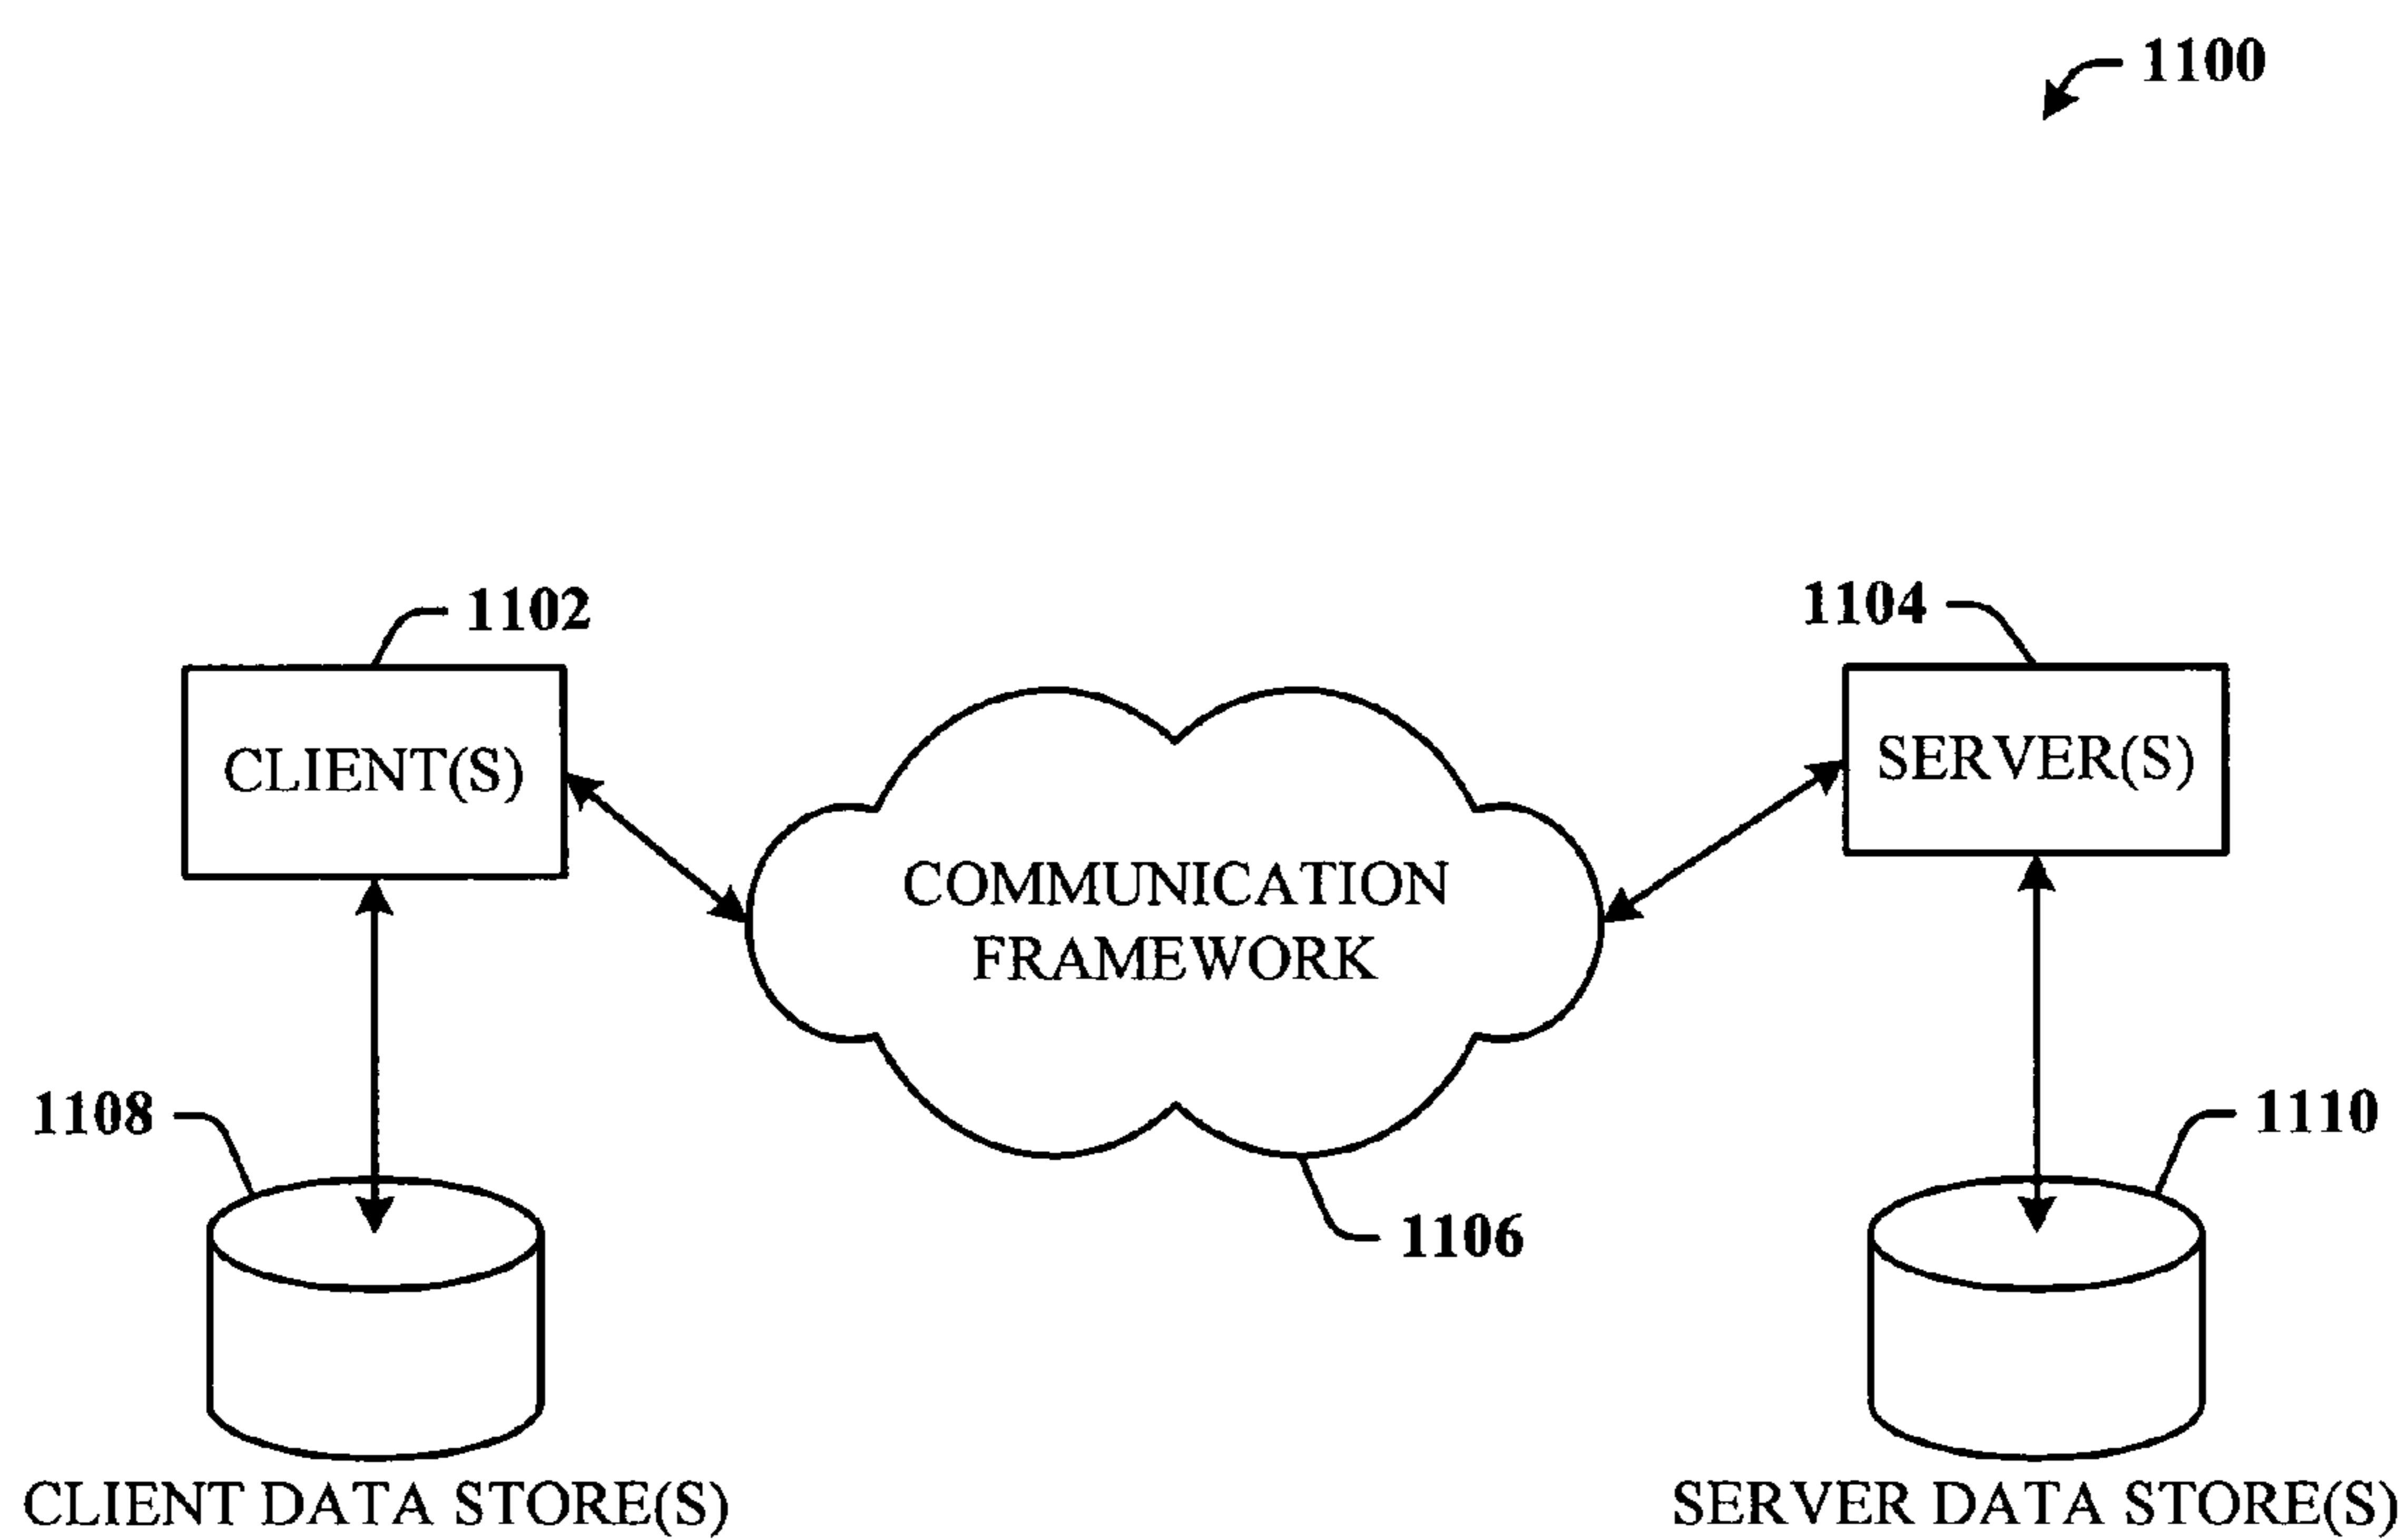 1100
1102
1104
CLIENT(S)
SERVER(S)
COMMUNICATION
FRAMEWORK
1108
1110
1106
CLIENT DATA STORE(S)
SERVER DATA STORE(S)